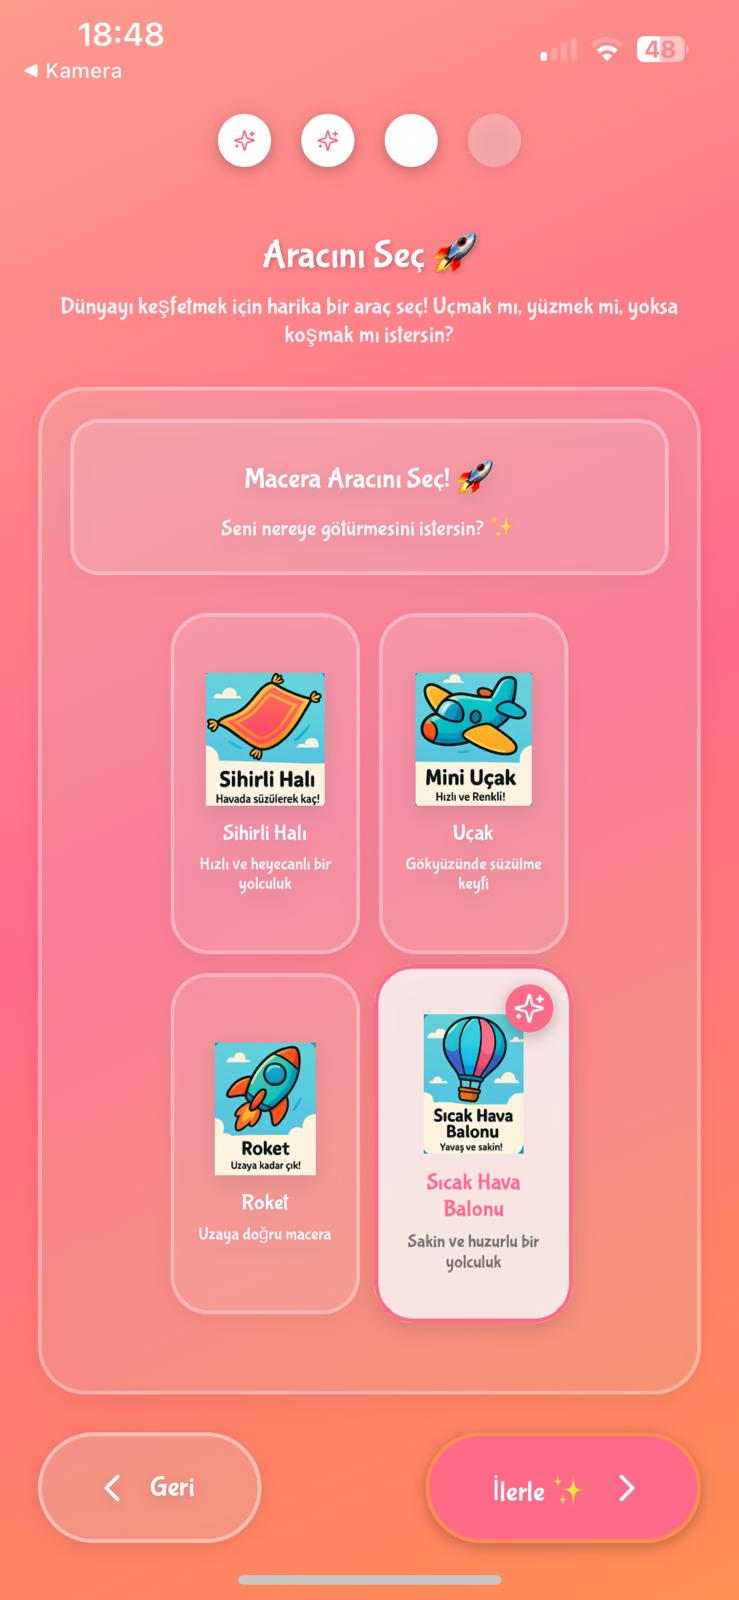 18:48
Kamera
48
Aracını Seç 🚀
Dünyayı keşfetmek için harika bir araç seç! Uçmak mı, yüzmek mi, yoksa
koşmak mı istersin?
Macera Aracını Seç! 🚀
Seni nereye götürmesini istersin? ✨
Sihirli Halı
Havada süzülerek kaç!
Sihirli Halı
Hızlı ve heyecanlı bir
yolculuk
Mini Uçak
Hızlı ve Renkli!
Uçak
Gökyüzünde süzülme
keyfi
Roket
Uzaya kadar çık!
Roket
Uzaya doğru macera
Sıcak Hava
Balonu
Yavaş ve sakin!
Sıcak Hava
Balonu
Sakin ve huzurlu bir
yolculuk
Geri
İlerle ✨